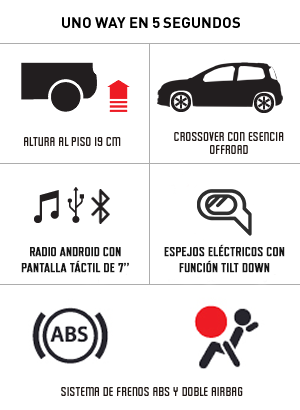 UNO WAY EN 5 SEGUNDOS
ALTURA AL PISO 19 CM
CROSSOVER CON ESENCIA
OFFROAD
RADIO ANDROID CON
PANTALLA TÁCTIL DE 7"
ESPEJOS ELÉCTRICOS CON
FUNCIÓN TILT DOWN
ABS
SISTEMA DE FRENOS ABS Y DOBLE AIRBAG